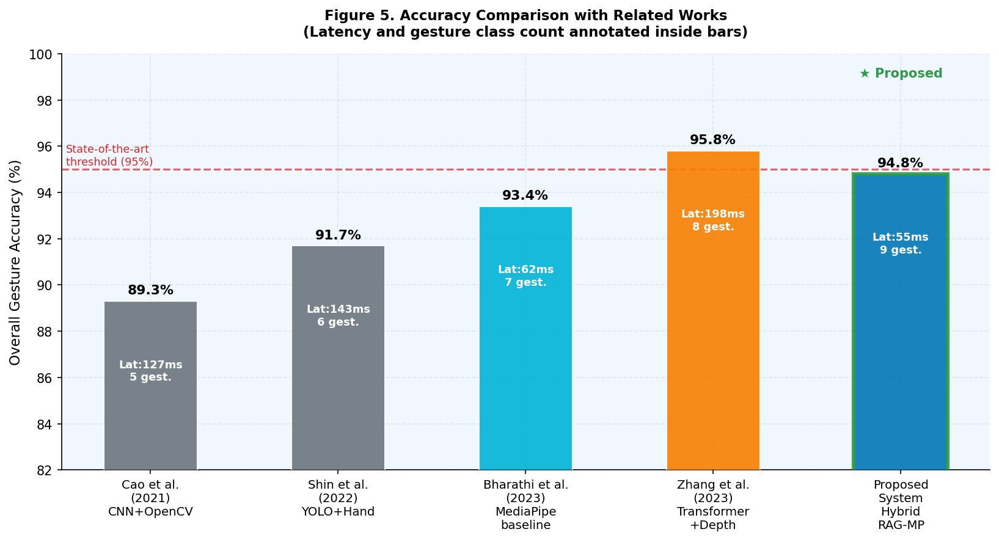 Figure 5. Accuracy Comparison with Related Works
(Latency and gesture class count annotated inside bars)
Overall Gesture Accuracy (%)
100
98
96
94
92
90
88
86
84
82
★ Proposed
State-of-the-art
threshold (95%)
89.3%
Lat:127ms
5 gest.
91.7%
Lat:143ms
6 gest.
93.4%
Lat:62ms
7 gest.
95.8%
Lat:198ms
8 gest.
94.8%
Lat:55ms
9 gest.
Cao et al.
(2021)
CNN+OpenCV
Shin et al.
(2022)
YOLO+Hand
Bharathi et al.
(2023)
MediaPipe
baseline
Zhang et al.
(2023)
Transformer
+Depth
Proposed
System
Hybrid
RAG-MP